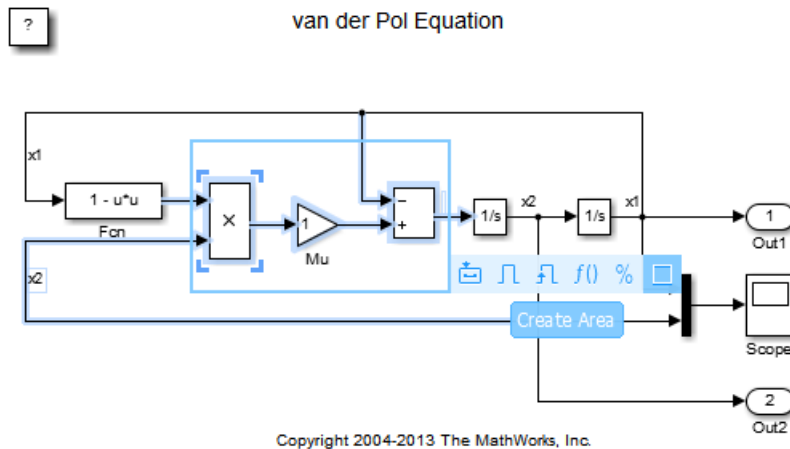 ?
van der Pol Equation
x1
1 - u*u
Fcn
×
1
Mu
−
+
1/s
x2
1/s
x1
1
Out1
x2
f()
%
Create Area
Scope
2
Out2
Copyright 2004-2013 The MathWorks, Inc.